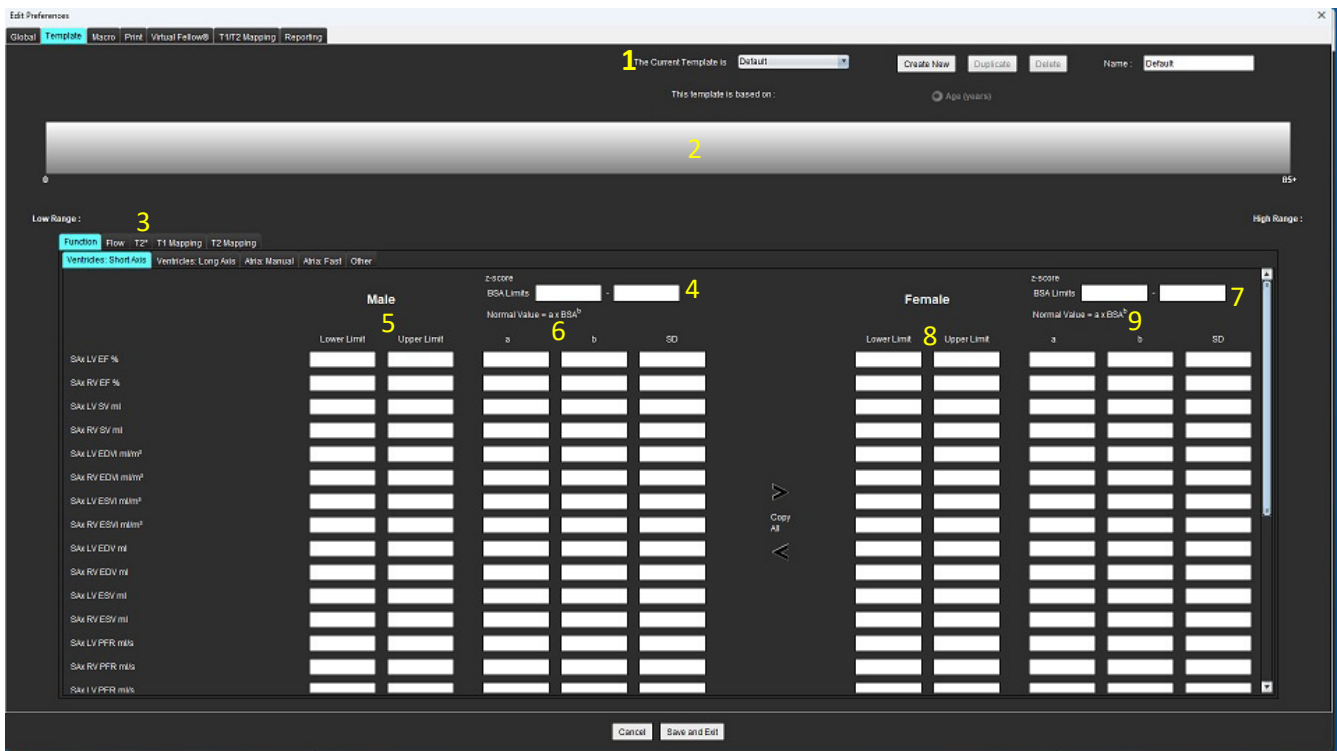 Edit Preferences
Global Template Macro Print Virtual Fellow® T1/T2 Mapping Reporting
1 The Current Template is Default Create New Duplicate Delete Name : Default
This template is based on : Age (years)
2
0 85+
Low Range : High Range :
3
Function Flow T2* T1 Mapping T2 Mapping
Ventricles: Short Axis Ventricles: Long Axis Atria: Manual Atria: Fast Other
z-score z-score
Male BSA Limits - 4 Female BSA Limits - 7
5 Normal Value = a x BSAᵇ 8 Normal Value = a x BSAᵇ
6 9
Lower Limit Upper Limit a b SD Lower Limit Upper Limit a b SD
SAx LV EF %
SAx RV EF %
SAx LV SV ml
SAx RV SV ml
SAx LV EDVI ml/m²
SAx RV EDVI ml/m²
SAx LV ESVI ml/m²
>
SAx RV ESVI ml/m²
Copy
All
SAx LV EDV ml
<
SAx RV EDV ml
SAx LV ESV ml
SAx RV ESV ml
SAx LV PFR ml/s
SAx RV PFR ml/s
SAx LV PER ml/s
Cancel Save and Exit